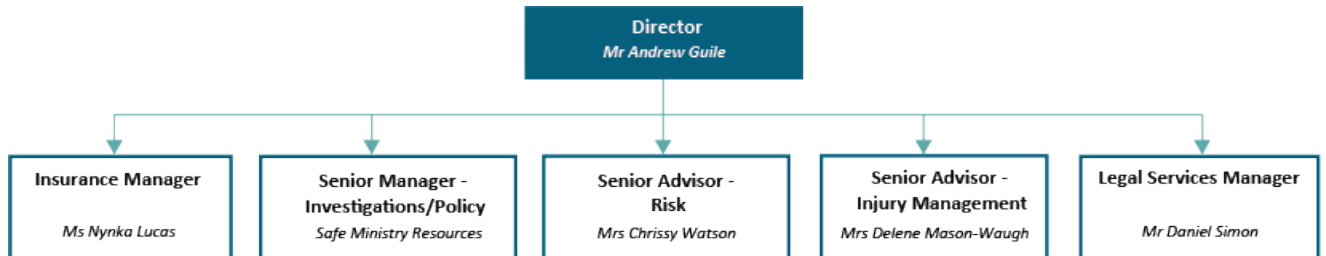 Director
Mr Andrew Guile
Insurance Manager
Ms Nynka Lucas
Senior Manager -
Investigations/Policy
Safe Ministry Resources
Senior Advisor -
Risk
Mrs Chrissy Watson
Senior Advisor -
Injury Management
Mrs Delene Mason-Waugh
Legal Services Manager
Mr Daniel Simon